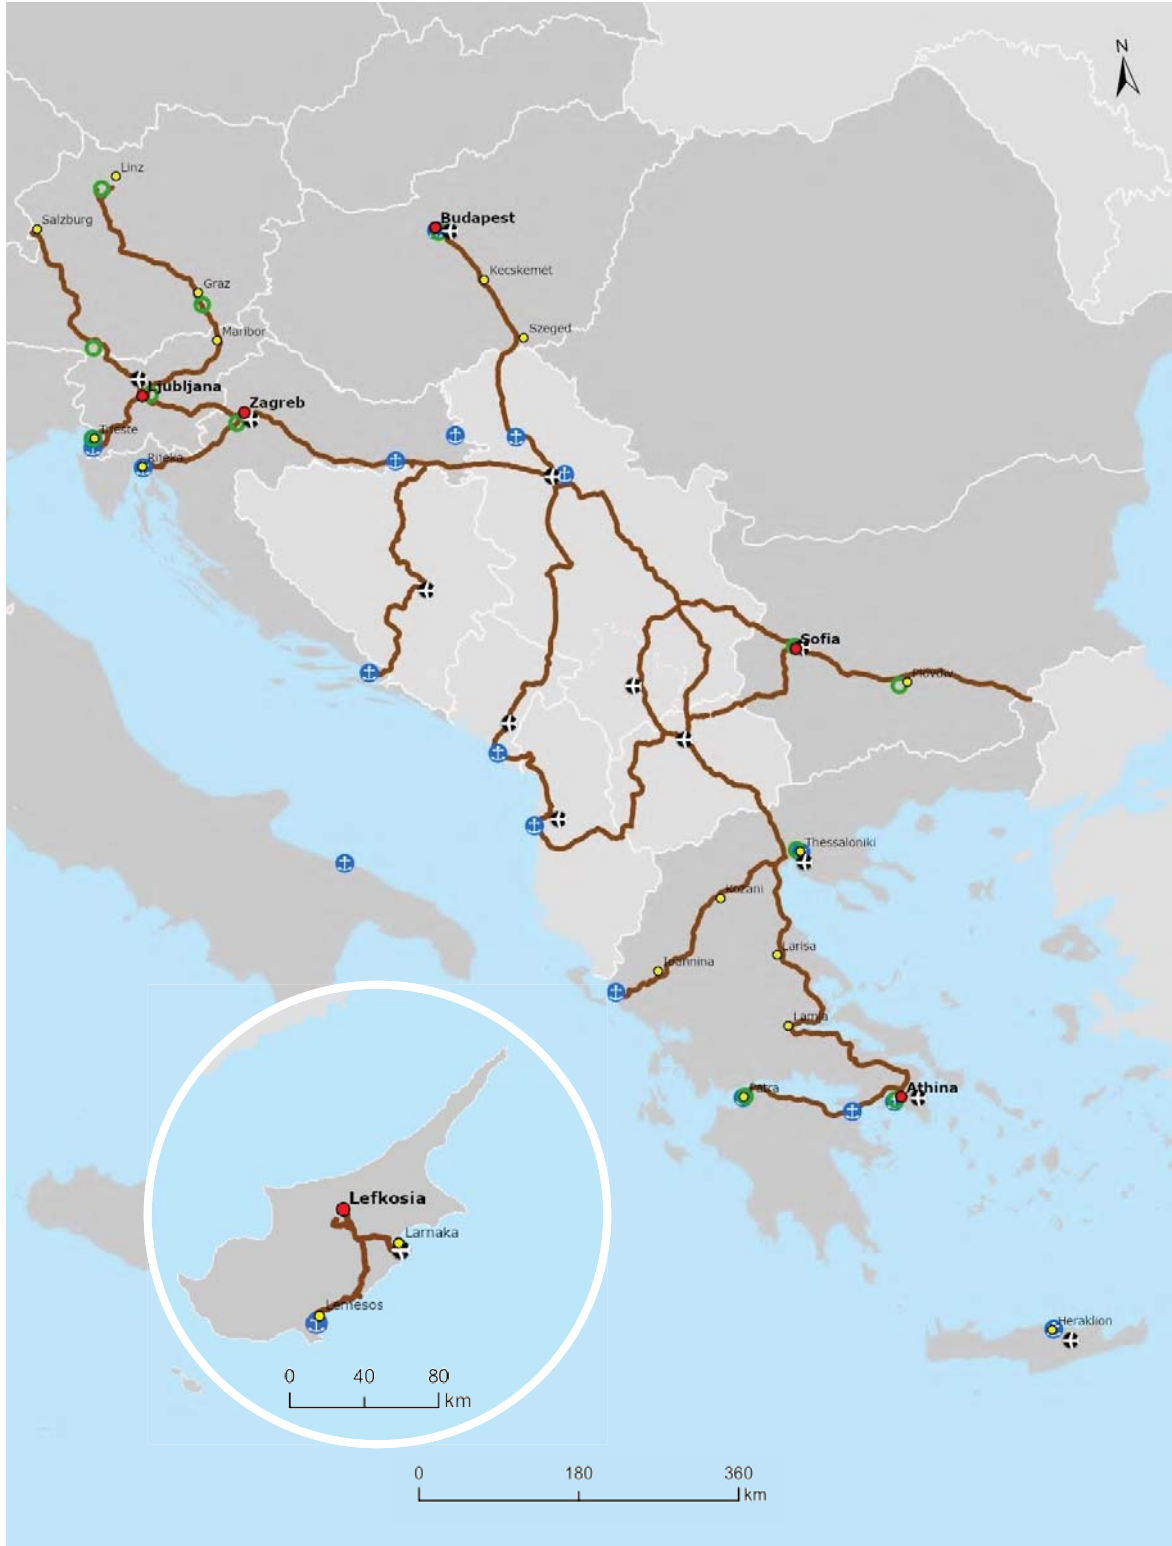 N
Linz
Salzburg
Budapest
Kecskemét
Graz
Szeged
Maribor
Ljubljana
Zagreb
Trieste
Rijeka
Sofia
Plovdiv
Thessaloniki
Kozani
Larisa
Ioannina
Lamia
Patra
Athina
Lefkosia
Larnaka
Lemesos
Heraklion
0 40 80
km
0 180 360
km